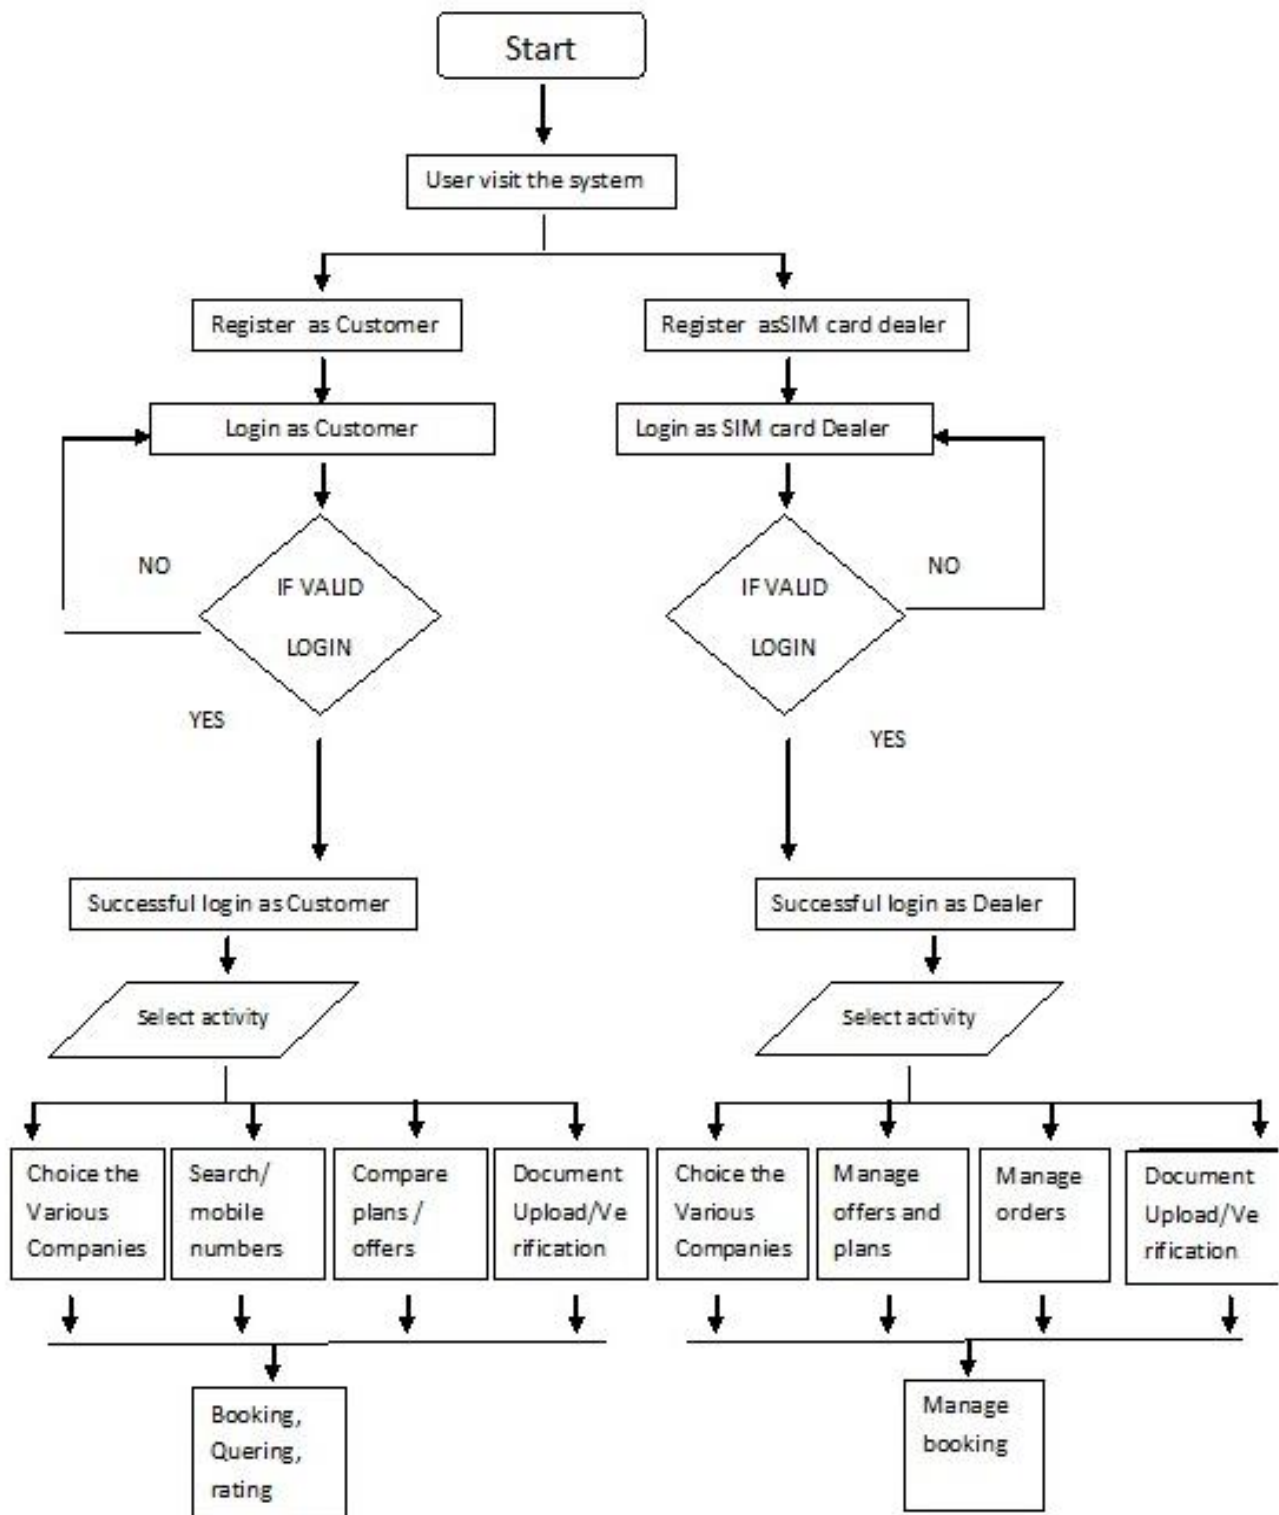 Start
User visit the system
Register as Customer
Register asSIM card dealer
Login as Customer
Login as SIM card Dealer
NO
IF VALID
LOGIN
YES
IF VALID
LOGIN
NO
YES
Successful login as Customer
Successful login as Dealer
Select activity
Select activity
Choice the
Various
Companies
Search/
mobile
numbers
Compare
plans /
offers
Document
Upload/Ve
rification
Choice the
Various
Companies
Manage
offers and
plans
Manage
orders
Document
Upload/Ve
rification
Booking,
Quering,
rating
Manage
booking